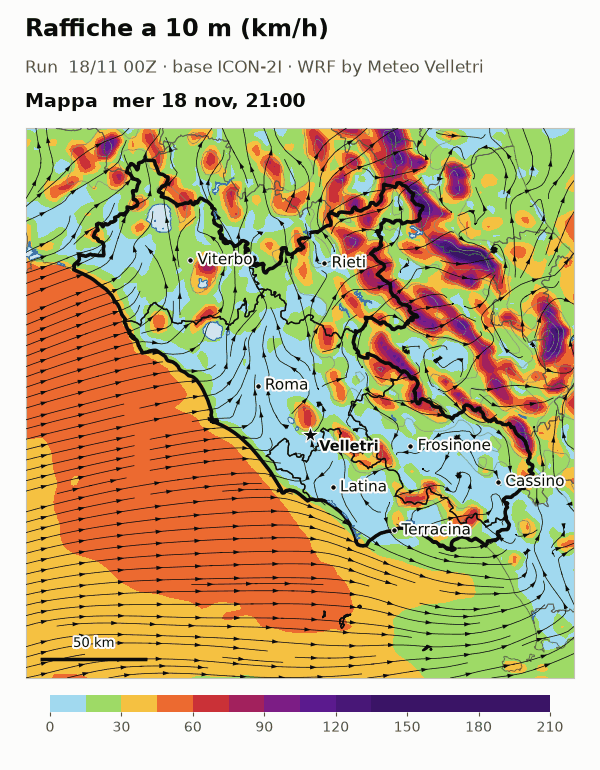 Raffiche a 10 m (km/h)
Run  18/11 00Z · base ICON-2I · WRF by Meteo Velletri
Mappa  mer 18 nov, 21:00
Viterbo
Rieti
Roma
Velletri
Frosinone
Latina
Cassino
Terracina
50 km
0 30 60 90 120 150 180 210